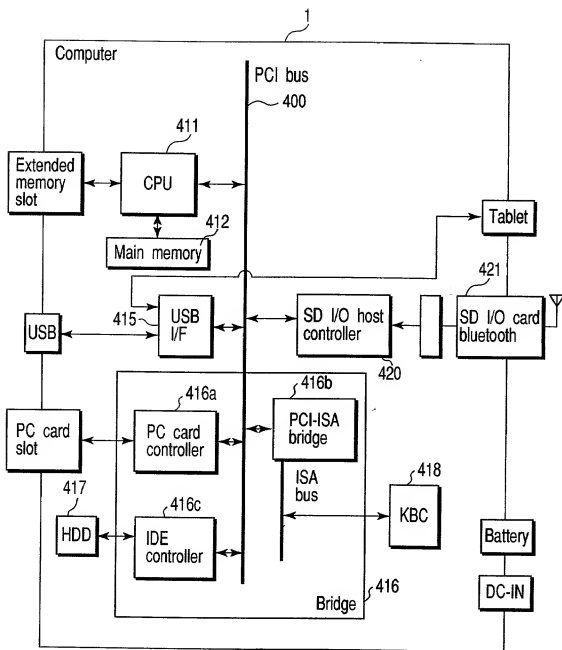 1
Computer
PCI bus
400
411
Extended
memory
slot
CPU
412
Main memory
Tablet
421
415
USB
USB
I/F
SD I/O host
controller
420
SD I/O card
bluetooth
416a
416b
PC card
slot
PC card
controller
PCI-ISA
bridge
417
416c
ISA
bus
418
HDD
IDE
controller
KBC
Battery
416
Bridge
DC-IN